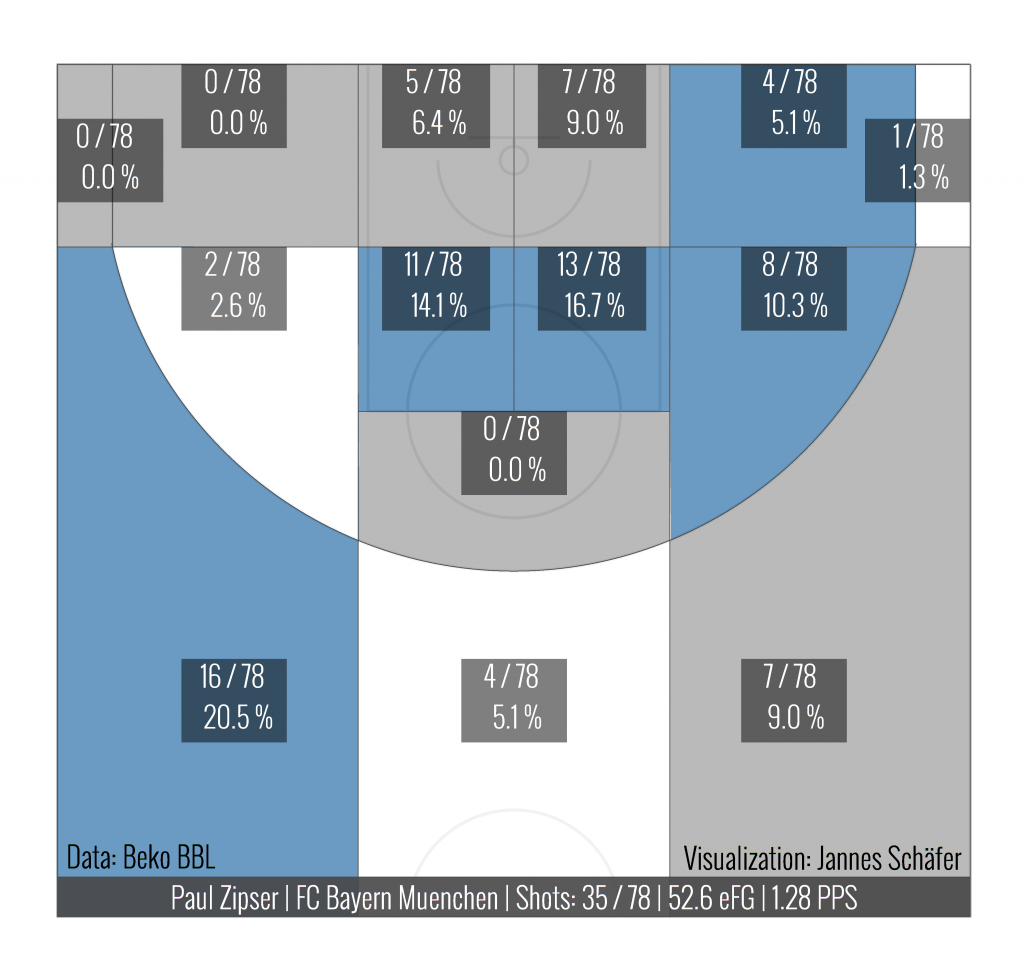 0 / 78
0.0 %
5 / 78
6.4 %
7 / 78
9.0 %
4 / 78
5.1 %
0 / 78
0.0 %
1 / 78
1.3 %
2 / 78
2.6 %
11 / 78
14.1 %
13 / 78
16.7 %
8 / 78
10.3 %
0 / 78
0.0 %
16 / 78
20.5 %
4 / 78
5.1 %
7 / 78
9.0 %
Data: Beko BBL
Visualization: Jannes Schäfer
Paul Zipser | FC Bayern Muenchen | Shots: 35 / 78 | 52.6 eFG | 1.28 PPS